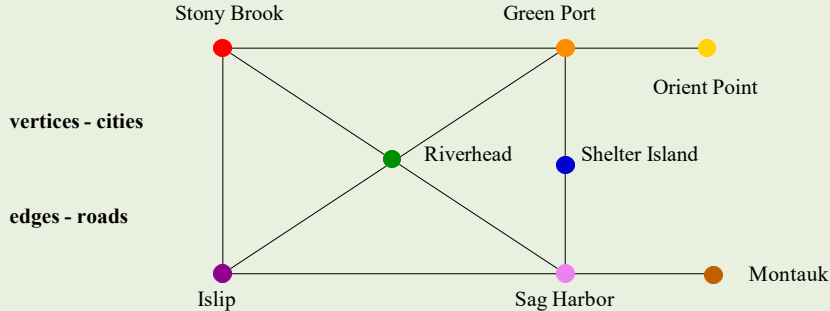 Stony Brook
Green Port
Orient Point
vertices - cities
Riverhead
Shelter Island
edges - roads
Montauk
Islip
Sag Harbor